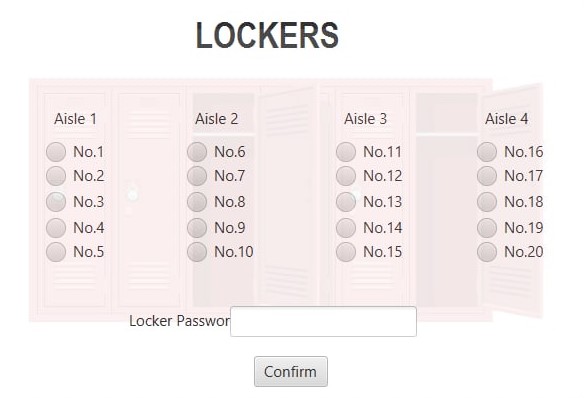 LOCKERS
Aisle 1 Aisle 2 Aisle 3 Aisle 4
No.1 No.6 No.11 No.16
No.2 No.7 No.12 No.17
No.3 No.8 No.13 No.18
No.4 No.9 No.14 No.19
No.5 No.10 No.15 No.20
Locker Passwor
Confirm